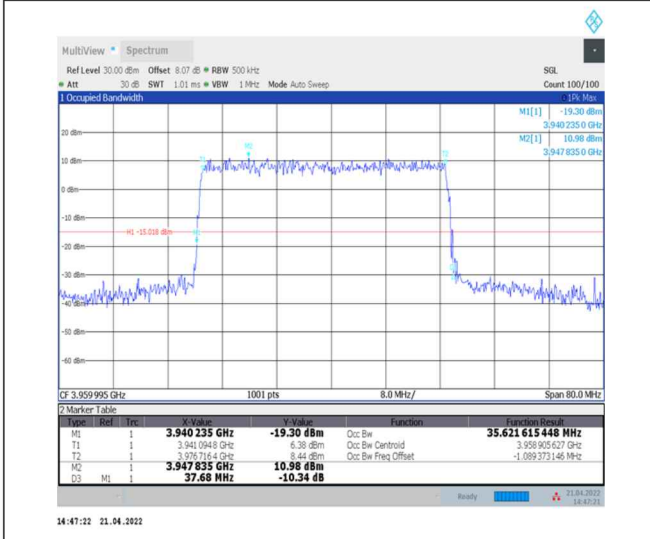 MultiView Spectrum
Ref Level 30.00 dBm Offset 8.07 dB RBW 500 kHz SGL
Att 30 dB SWT 1.01 ms VBW 1 MHz Mode Auto Sweep Count 100/100
1 Occupied Bandwidth 1Pk Max
M1[1] -19.30 dBm
3.940 235 0 GHz
M2[1] 10.98 dBm
3.947 835 0 GHz
20 dBm
M2
T2
10 dBm
0 dBm
-10 dBm
H1 -15.018 dBm
-20 dBm
-30 dBm
-40 dBm
-50 dBm
-60 dBm
CF 3.959 995 GHz 1001 pts 8.0 MHz/ Span 80.0 MHz
2 Marker Table
Type Ref Trc X-Value Y-Value Function Function Result
M1 1 3.940 235 GHz -19.30 dBm Occ Bw 35.621 615 448 MHz
T1 1 3.941 094 8 GHz 6.38 dBm Occ Bw Centroid 3.958 905 627 GHz
T2 1 3.976 716 4 GHz 8.44 dBm Occ Bw Freq Offset -1.089 373 146 MHz
M2 1 3.947 835 GHz 10.98 dBm
D3 M1 1 37.68 MHz -10.34 dB
Ready 21.04.2022
14:47:21
14:47:22 21.04.2022